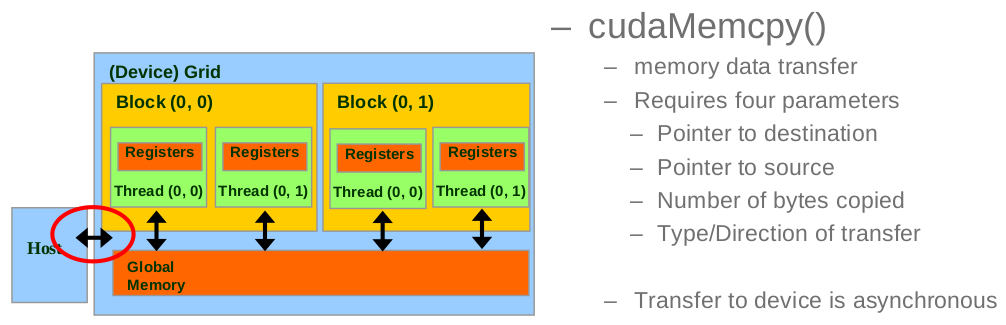 (Device) Grid
Block (0, 0)
Block (0, 1)
Registers
Registers
Registers
Registers
Thread (0, 0)
Thread (0, 1)
Thread (0, 0)
Thread (0, 1)
Host
Global
Memory
– cudaMemcpy()
– memory data transfer
– Requires four parameters
– Pointer to destination
– Pointer to source
– Number of bytes copied
– Type/Direction of transfer
– Transfer to device is asynchronous